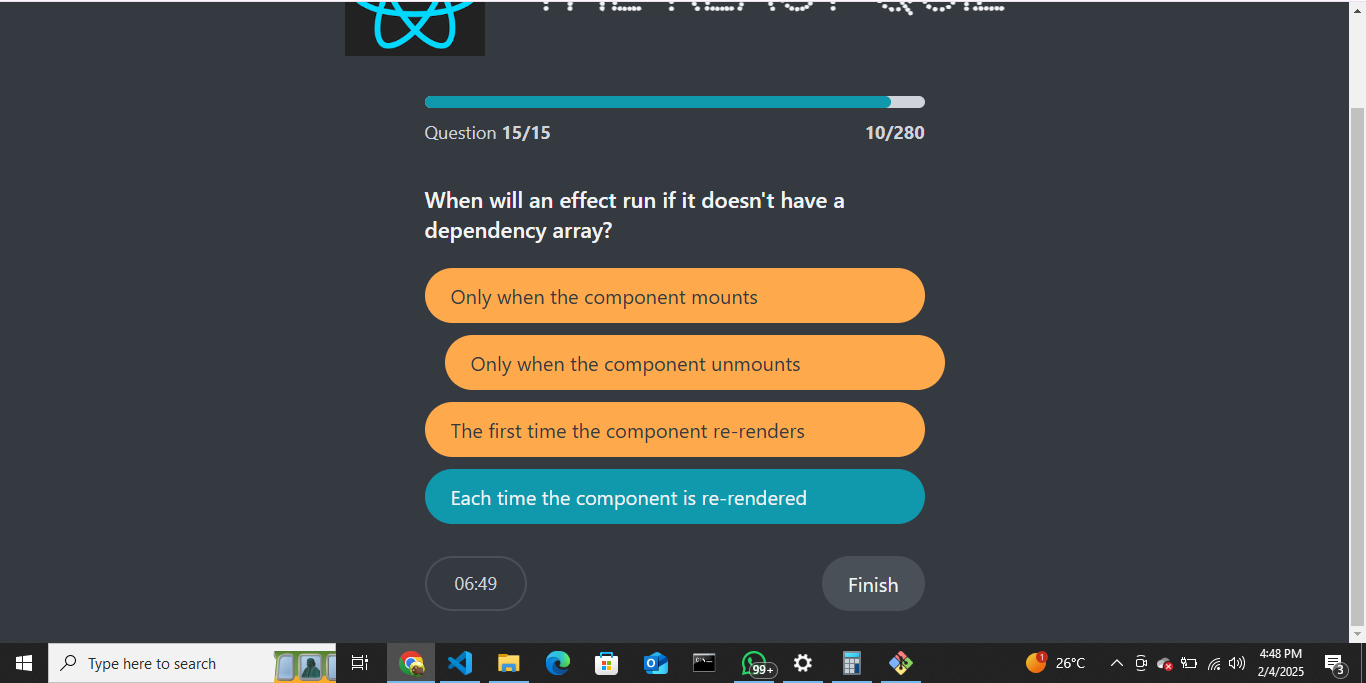 Question 15/15
10/280
When will an effect run if it doesn't have a
dependency array?
Only when the component mounts
Only when the component unmounts
The first time the component re-renders
Each time the component is re-rendered
06:49
Finish
Type here to search
99+
1
26°C
4:48 PM
2/4/2025
3